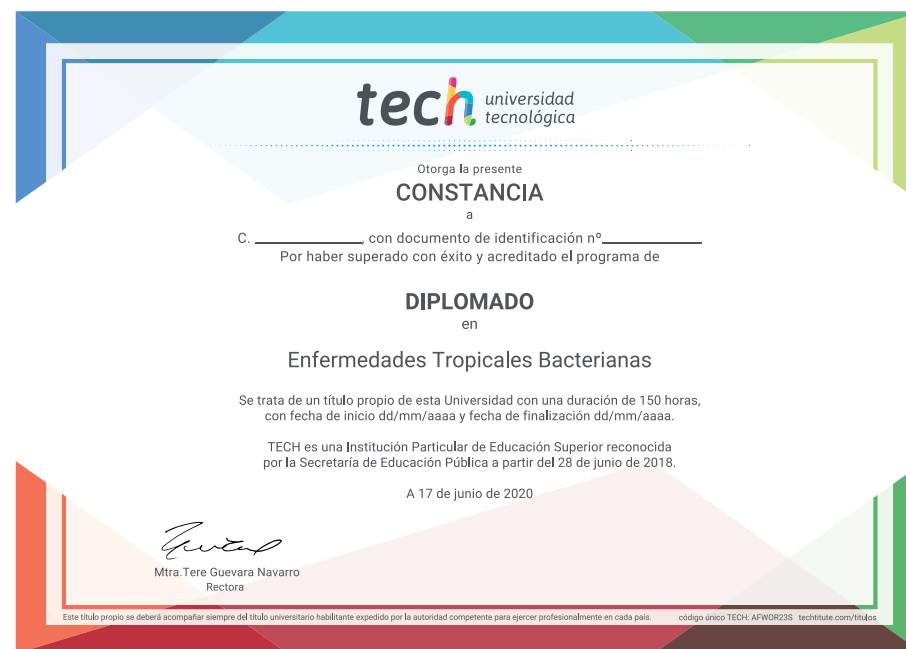 tech universidad
tecnológica
Otorga la presente
CONSTANCIA
a
C. ____________, con documento de identificación nº____________
Por haber superado con éxito y acreditado el programa de
DIPLOMADO
en
Enfermedades Tropicales Bacterianas
Se trata de un título propio de esta Universidad con una duración de 150 horas,
con fecha de inicio dd/mm/aaaa y fecha de finalización dd/mm/aaaa.
TECH es una Institución Particular de Educación Superior reconocida
por la Secretaría de Educación Pública a partir del 28 de junio de 2018.
A 17 de junio de 2020
Mtra.Tere Guevara Navarro
Rectora
Este título propio se deberá acompañar siempre del título universitario habilitante expedido por la autoridad competente para ejercer profesionalmente en cada país. código único TECH: AFWOR23S techtitute.com/titulos